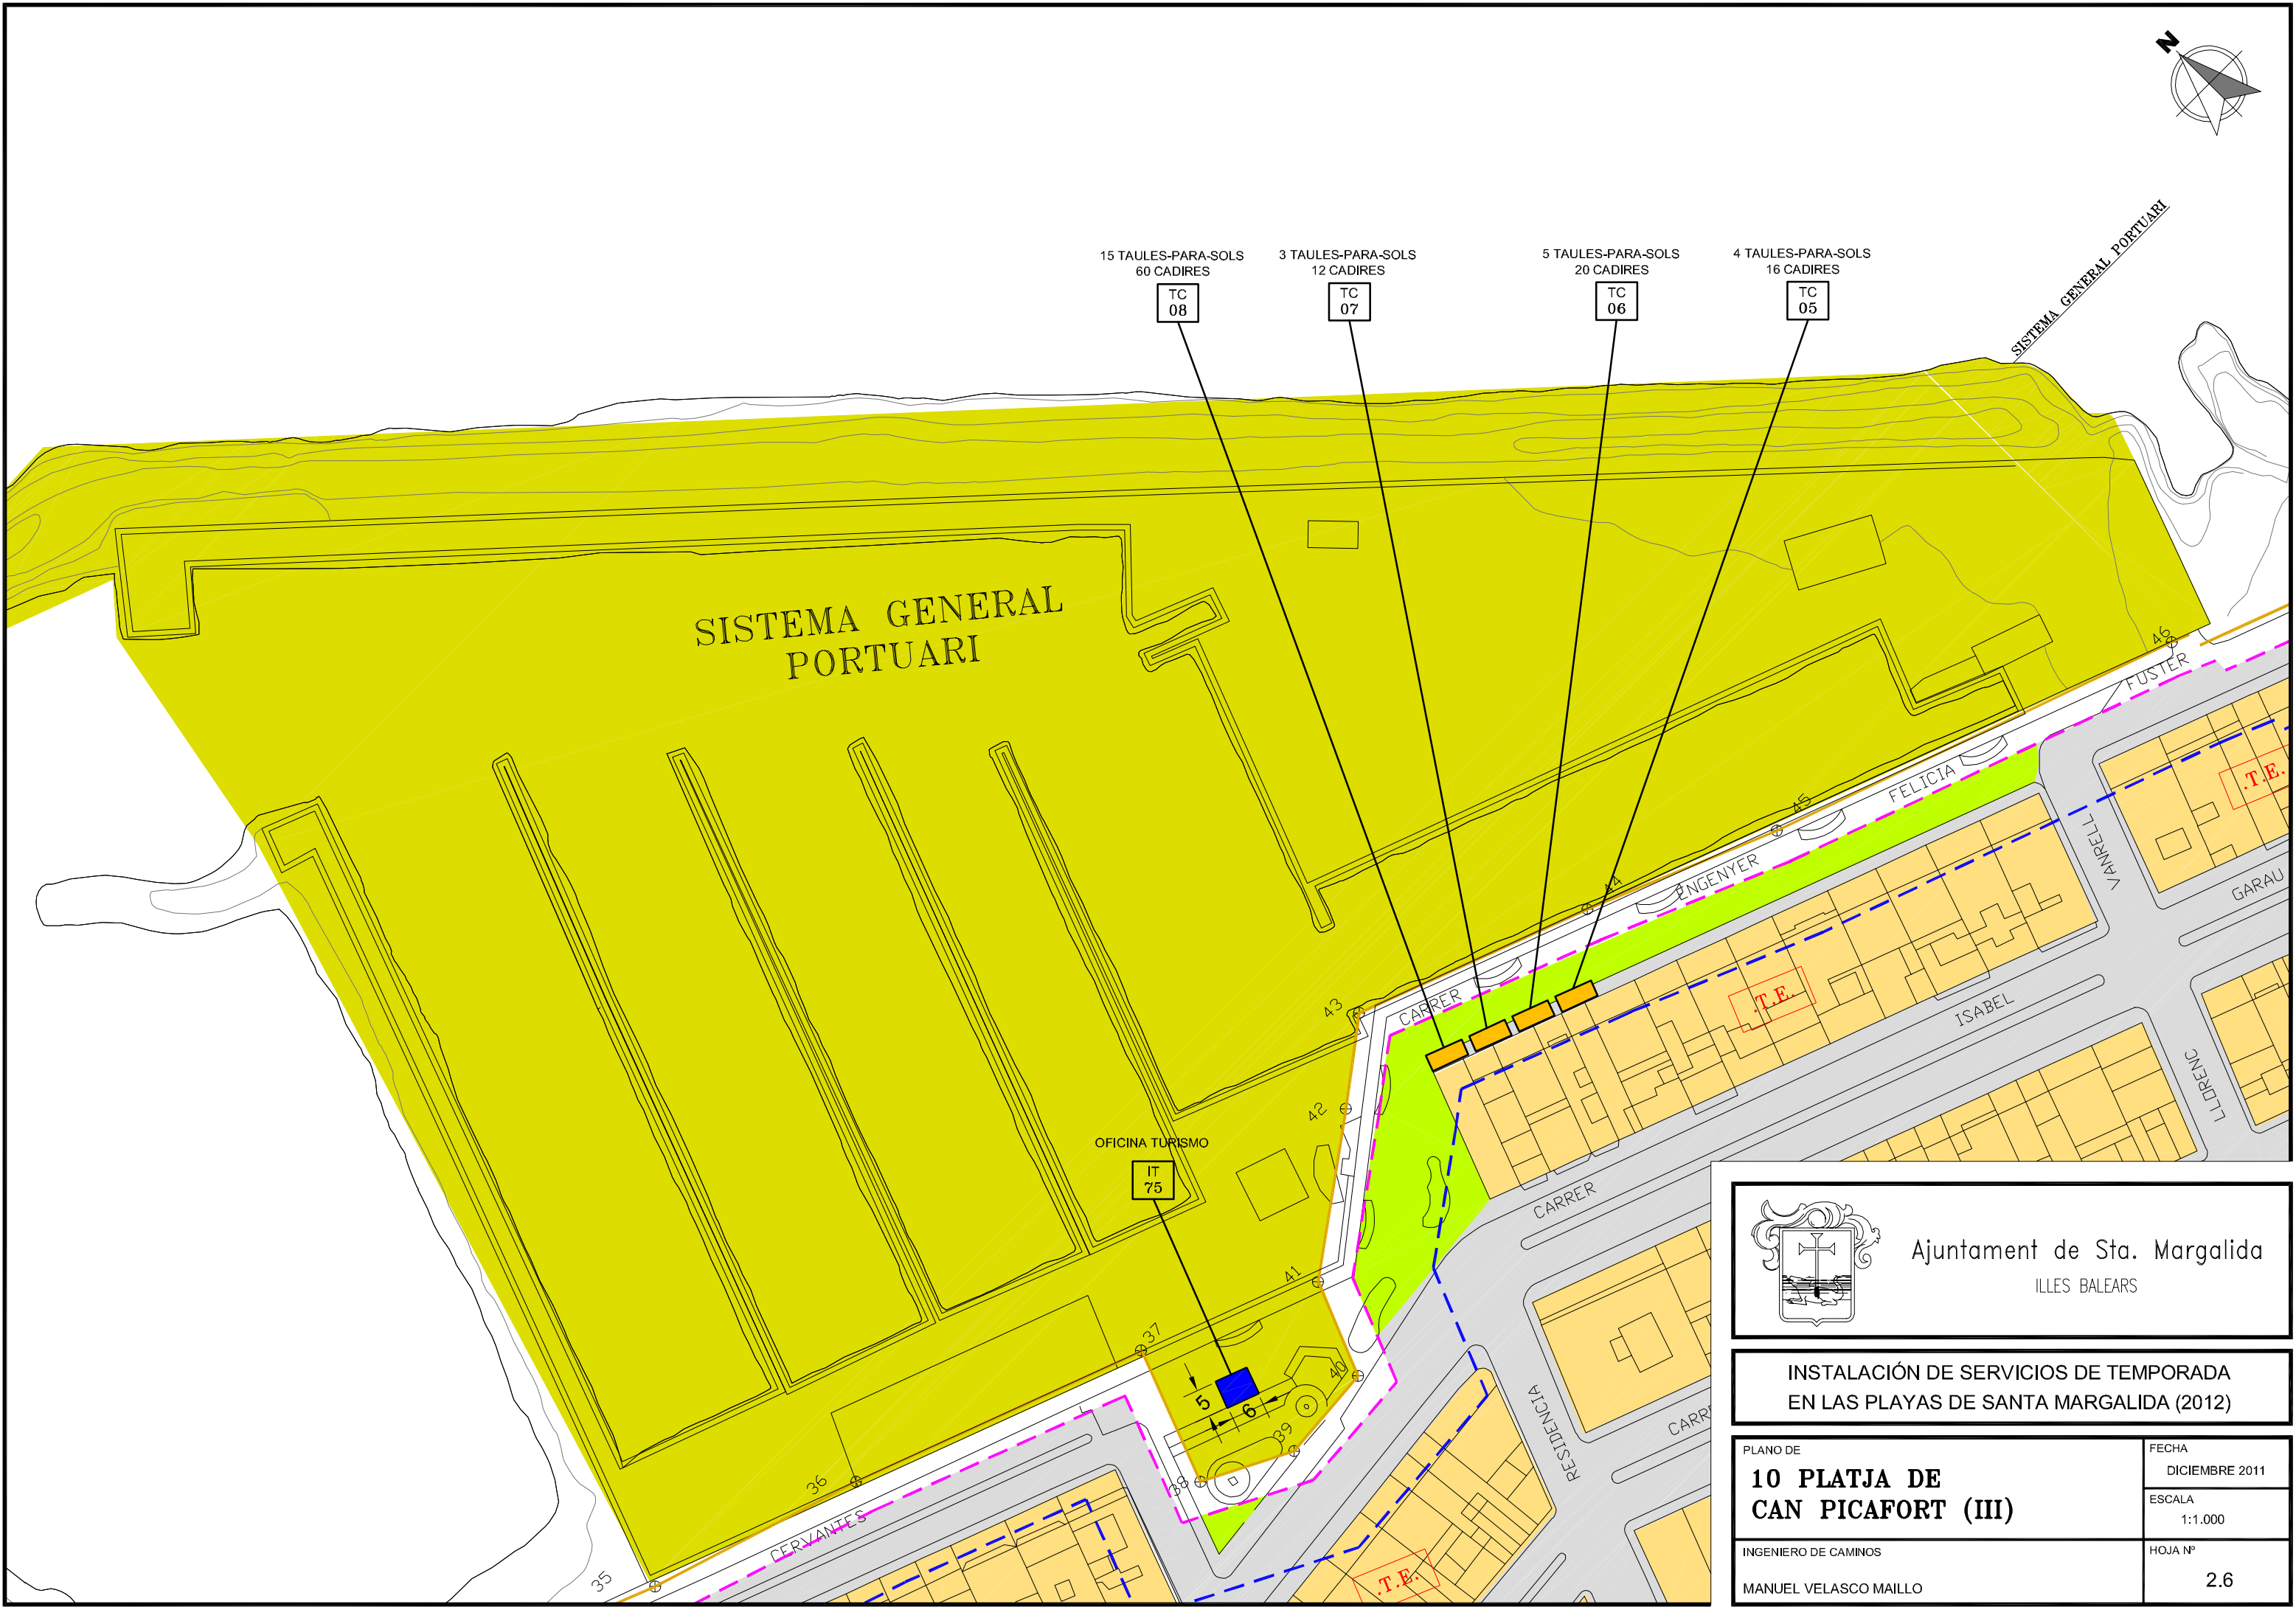 N
SISTEMA GENERAL PORTUARI
15 TAULES-PARA-SOLS
60 CADIRES
TC
08
3 TAULES-PARA-SOLS
12 CADIRES
TC
07
5 TAULES-PARA-SOLS
20 CADIRES
TC
06
4 TAULES-PARA-SOLS
16 CADIRES
TC
05
SISTEMA GENERAL
PORTUARI
46
FUSTER
T.E.
45
FELICIA
VANRELL
GARAU
44
ENGENYER
43
CARRER
T.E.
ISABEL
LLORENC
42
OFICINA TURISMO
IT
75
CARRER
41
37
40
5
6
39
38
36
RESIDENCIA
CARRE
CERVANTES
35
T.E.
Ajuntament de Sta. Margalida
ILLES BALEARS
INSTALACIÓN DE SERVICIOS DE TEMPORADA
EN LAS PLAYAS DE SANTA MARGALIDA (2012)
PLANO DE
10 PLATJA DE
CAN PICAFORT (III)
FECHA
DICIEMBRE 2011
ESCALA
1:1.000
INGENIERO DE CAMINOS
MANUEL VELASCO MAILLO
HOJA Nº
2.6